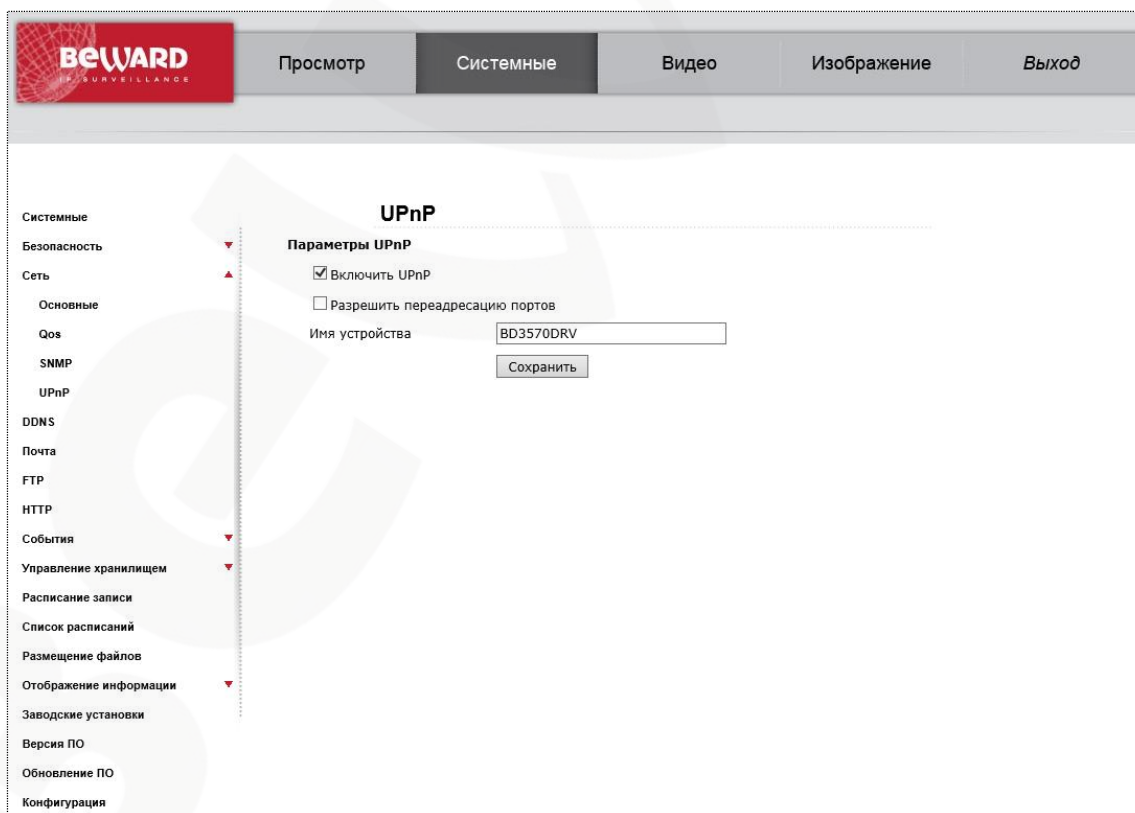 BEWARD
IP SURVEILLANCE
Просмотр
Системные
Видео
Изображение
Выход
Системные
Безопасность
Сеть
Основные
Qos
SNMP
UPnP
DDNS
Почта
FTP
HTTP
События
Управление хранилищем
Расписание записи
Список расписаний
Размещение файлов
Отображение информации
Заводские установки
Версия ПО
Обновление ПО
Конфигурация
UPnP
Параметры UPnP
Включить UPnP
Разрешить переадресацию портов
Имя устройства BD3570DRV
Сохранить